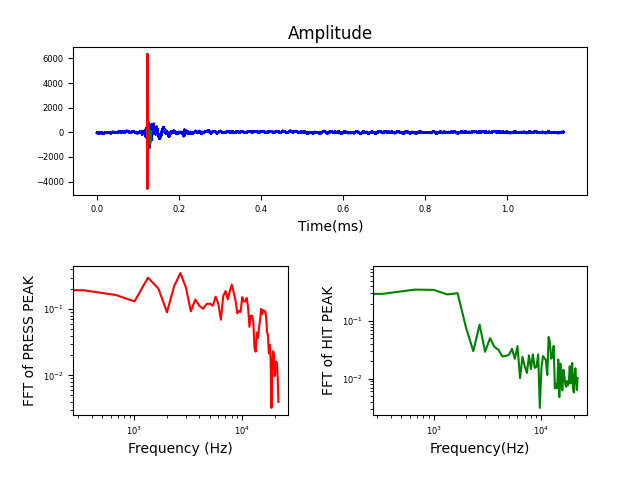 Amplitude
6000
4000
2000
0
−2000
−4000
0.0 0.2 0.4 0.6 0.8 1.0
Time(ms)
FFT of PRESS PEAK
10⁻¹
10⁻²
10³ 10⁴
Frequency (Hz)
FFT of HIT PEAK
10⁻¹
10⁻²
10³ 10⁴
Frequency(Hz)